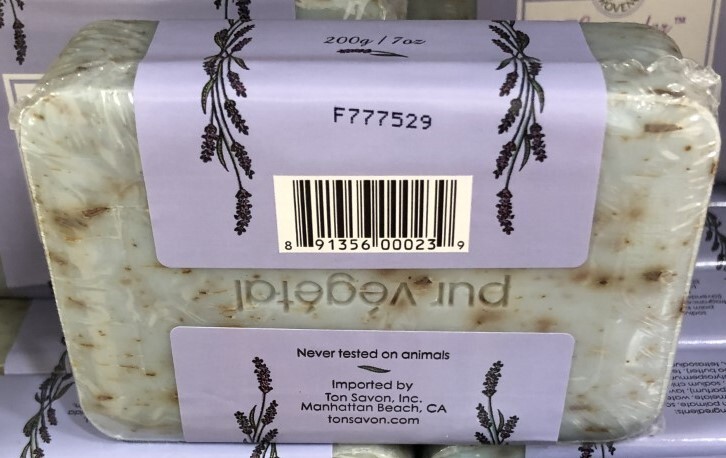 200g / 7oz
F777529
8 91356 00023 9
pur végétal
Never tested on animals
Imported by
Ton Savon, Inc.
Manhattan Beach, CA
tonsavon.com